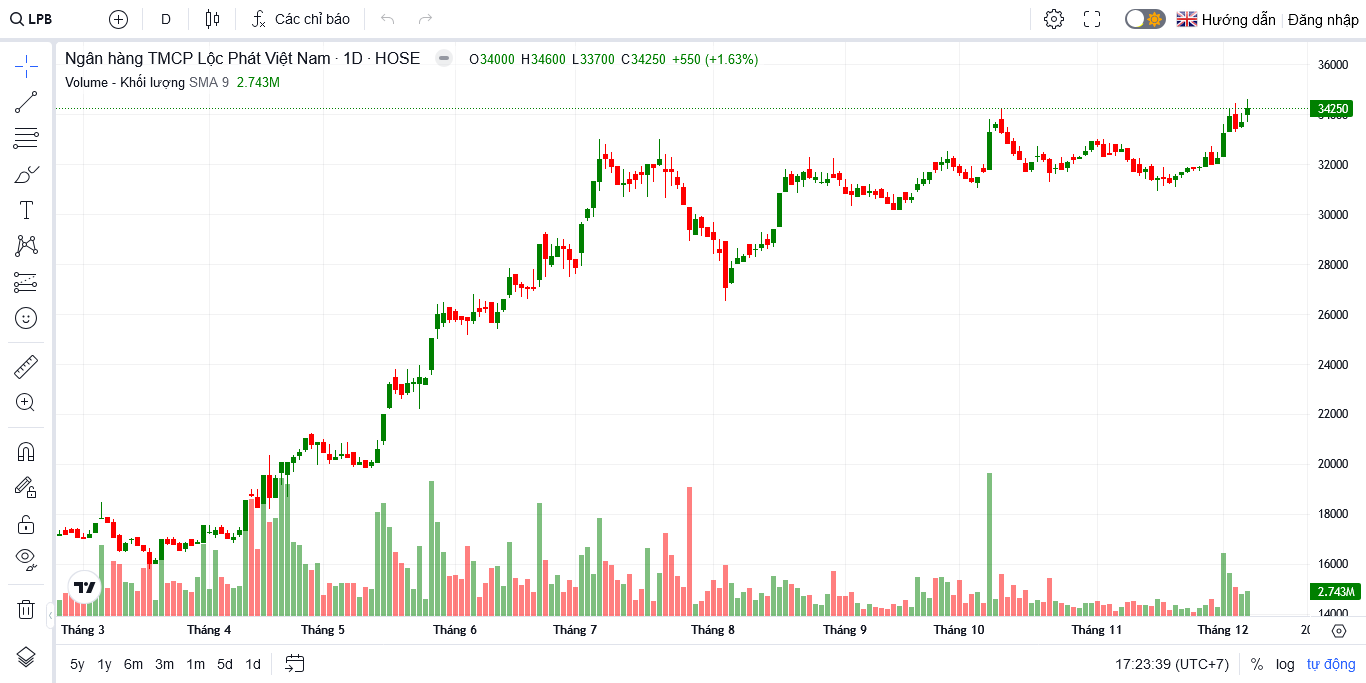 LPB D Các chỉ báo Hướng dẫn Đăng nhập
Ngân hàng TMCP Lộc Phát Việt Nam · 1D · HOSE O34000 H34600 L33700 C34250 +550 (+1.63%)
Volume - Khối lượng SMA 9 2.743M
36000
34250
34000
32000
30000
28000
26000
24000
22000
20000
18000
16000
2.743M
14000
Tháng 3 Tháng 4 Tháng 5 Tháng 6 Tháng 7 Tháng 8 Tháng 9 Tháng 10 Tháng 11 Tháng 12 20
5y 1y 6m 3m 1m 5d 1d 17:23:39 (UTC+7) % log tự động